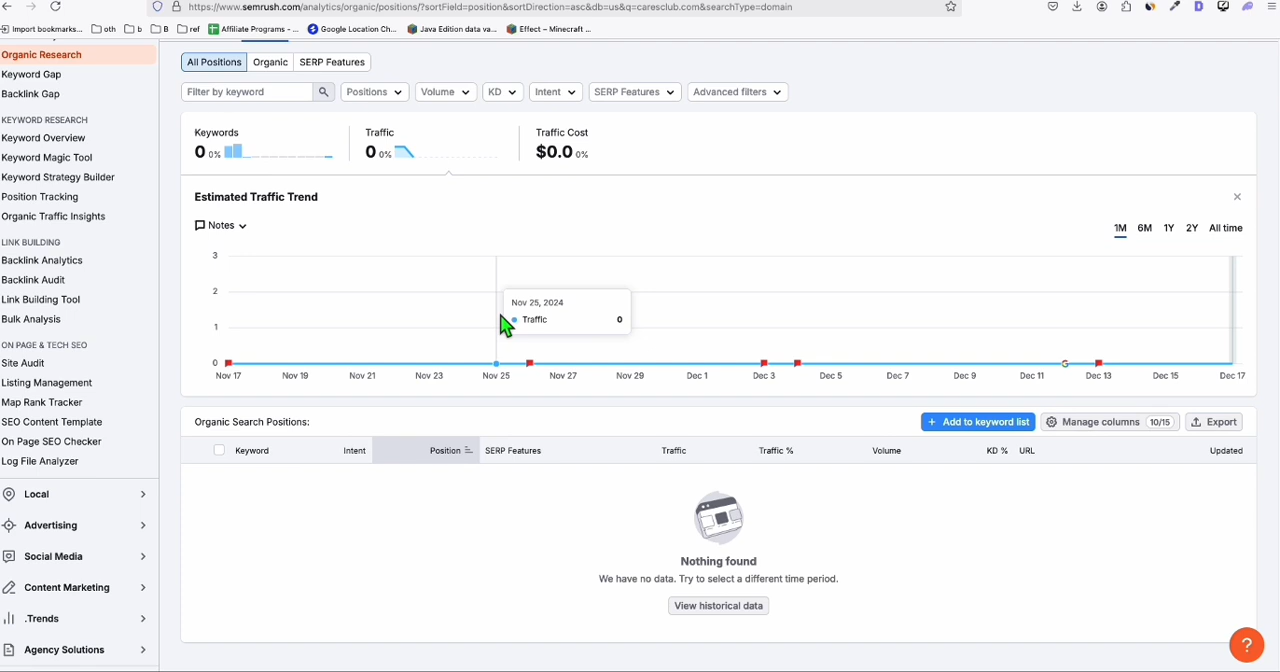 https://www.semrush.com/analytics/organic/positions/?sortField=position&sortDirection=asc&db=us&q=caresclub.com&searchType=domain
Import bookmarks...
oth
b
B
ref
Affiliate Programs - ...
Google Location Ch...
Java Edition data va...
Effect – Minecraft ...
Organic Research
Keyword Gap
Backlink Gap
KEYWORD RESEARCH
Keyword Overview
Keyword Magic Tool
Keyword Strategy Builder
Position Tracking
Organic Traffic Insights
LINK BUILDING
Backlink Analytics
Backlink Audit
Link Building Tool
Bulk Analysis
ON PAGE & TECH SEO
Site Audit
Listing Management
Map Rank Tracker
SEO Content Template
On Page SEO Checker
Log File Analyzer
Local
Advertising
Social Media
Content Marketing
.Trends
Agency Solutions
All Positions Organic SERP Features
Filter by keyword Positions Volume KD Intent SERP Features Advanced filters
Keywords Traffic Traffic Cost
0 0% 0 0% $0.0 0%
Estimated Traffic Trend
Notes
1M 6M 1Y 2Y All time
3
2
1
0
Nov 25, 2024
Traffic 0
G
Nov 17 Nov 19 Nov 21 Nov 23 Nov 25 Nov 27 Nov 29 Dec 1 Dec 3 Dec 5 Dec 7 Dec 9 Dec 11 Dec 13 Dec 15 Dec 17
Organic Search Positions:
+ Add to keyword list Manage columns 10/15 Export
Keyword Intent Position SERP Features Traffic Traffic % Volume KD % URL Updated
Nothing found
We have no data. Try to select a different time period.
View historical data
?